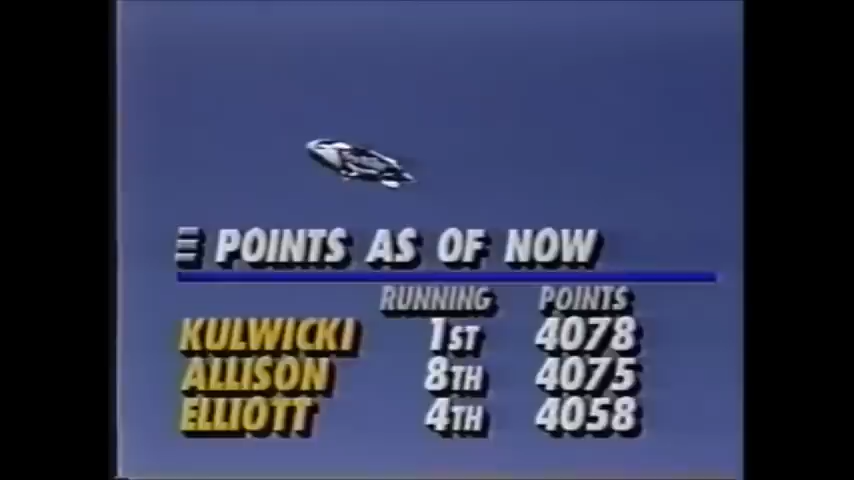 POINTS AS OF NOW
RUNNING POINTS
KULWICKI 1ST 4078
ALLISON 8TH 4075
ELLIOTT 4TH 4058